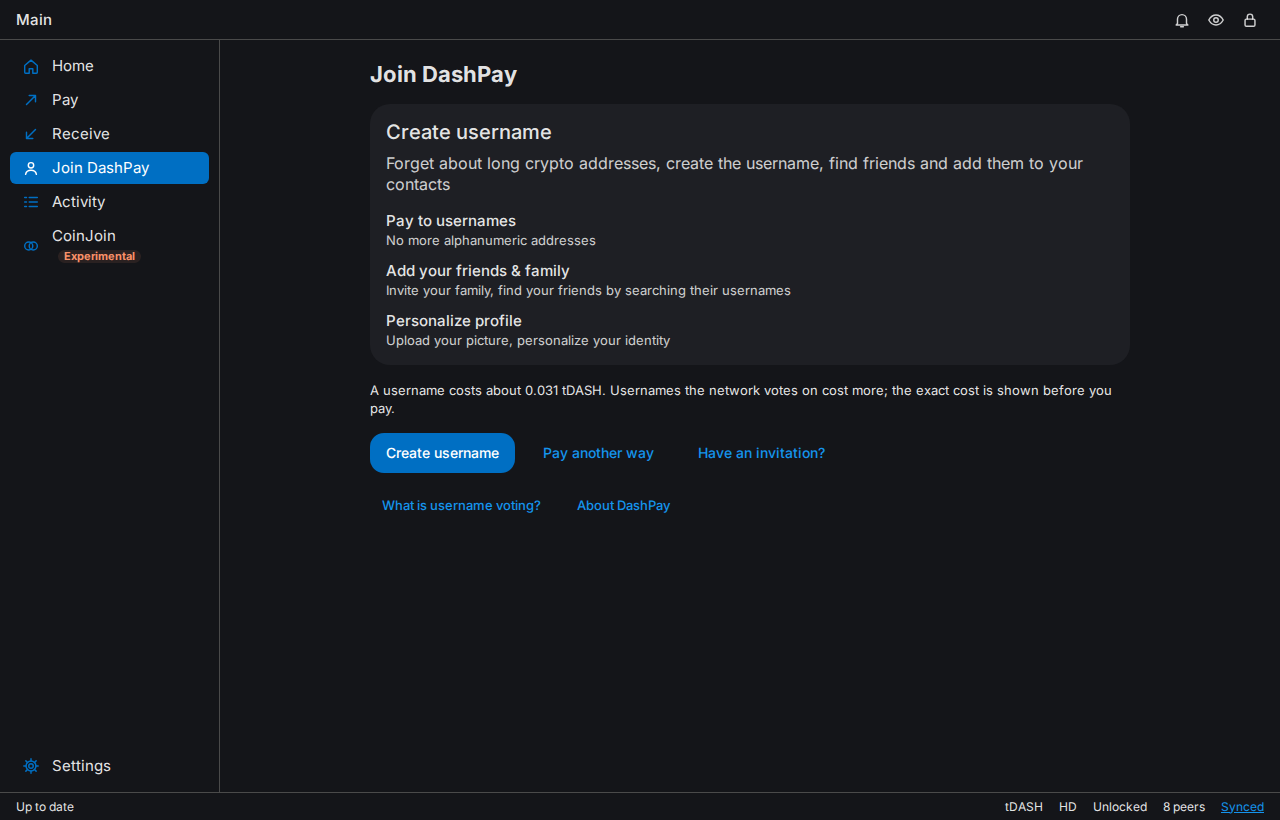 Main
Home
Pay
Receive
Join DashPay
Activity
CoinJoin
Experimental
Settings
Join DashPay
Create username
Forget about long crypto addresses, create the username, find friends and add them to your
contacts
Pay to usernames
No more alphanumeric addresses
Add your friends & family
Invite your family, find your friends by searching their usernames
Personalize profile
Upload your picture, personalize your identity
A username costs about 0.031 tDASH. Usernames the network votes on cost more; the exact cost is shown before you
pay.
Create username Pay another way Have an invitation?
What is username voting? About DashPay
Up to date tDASH HD Unlocked 8 peers Synced